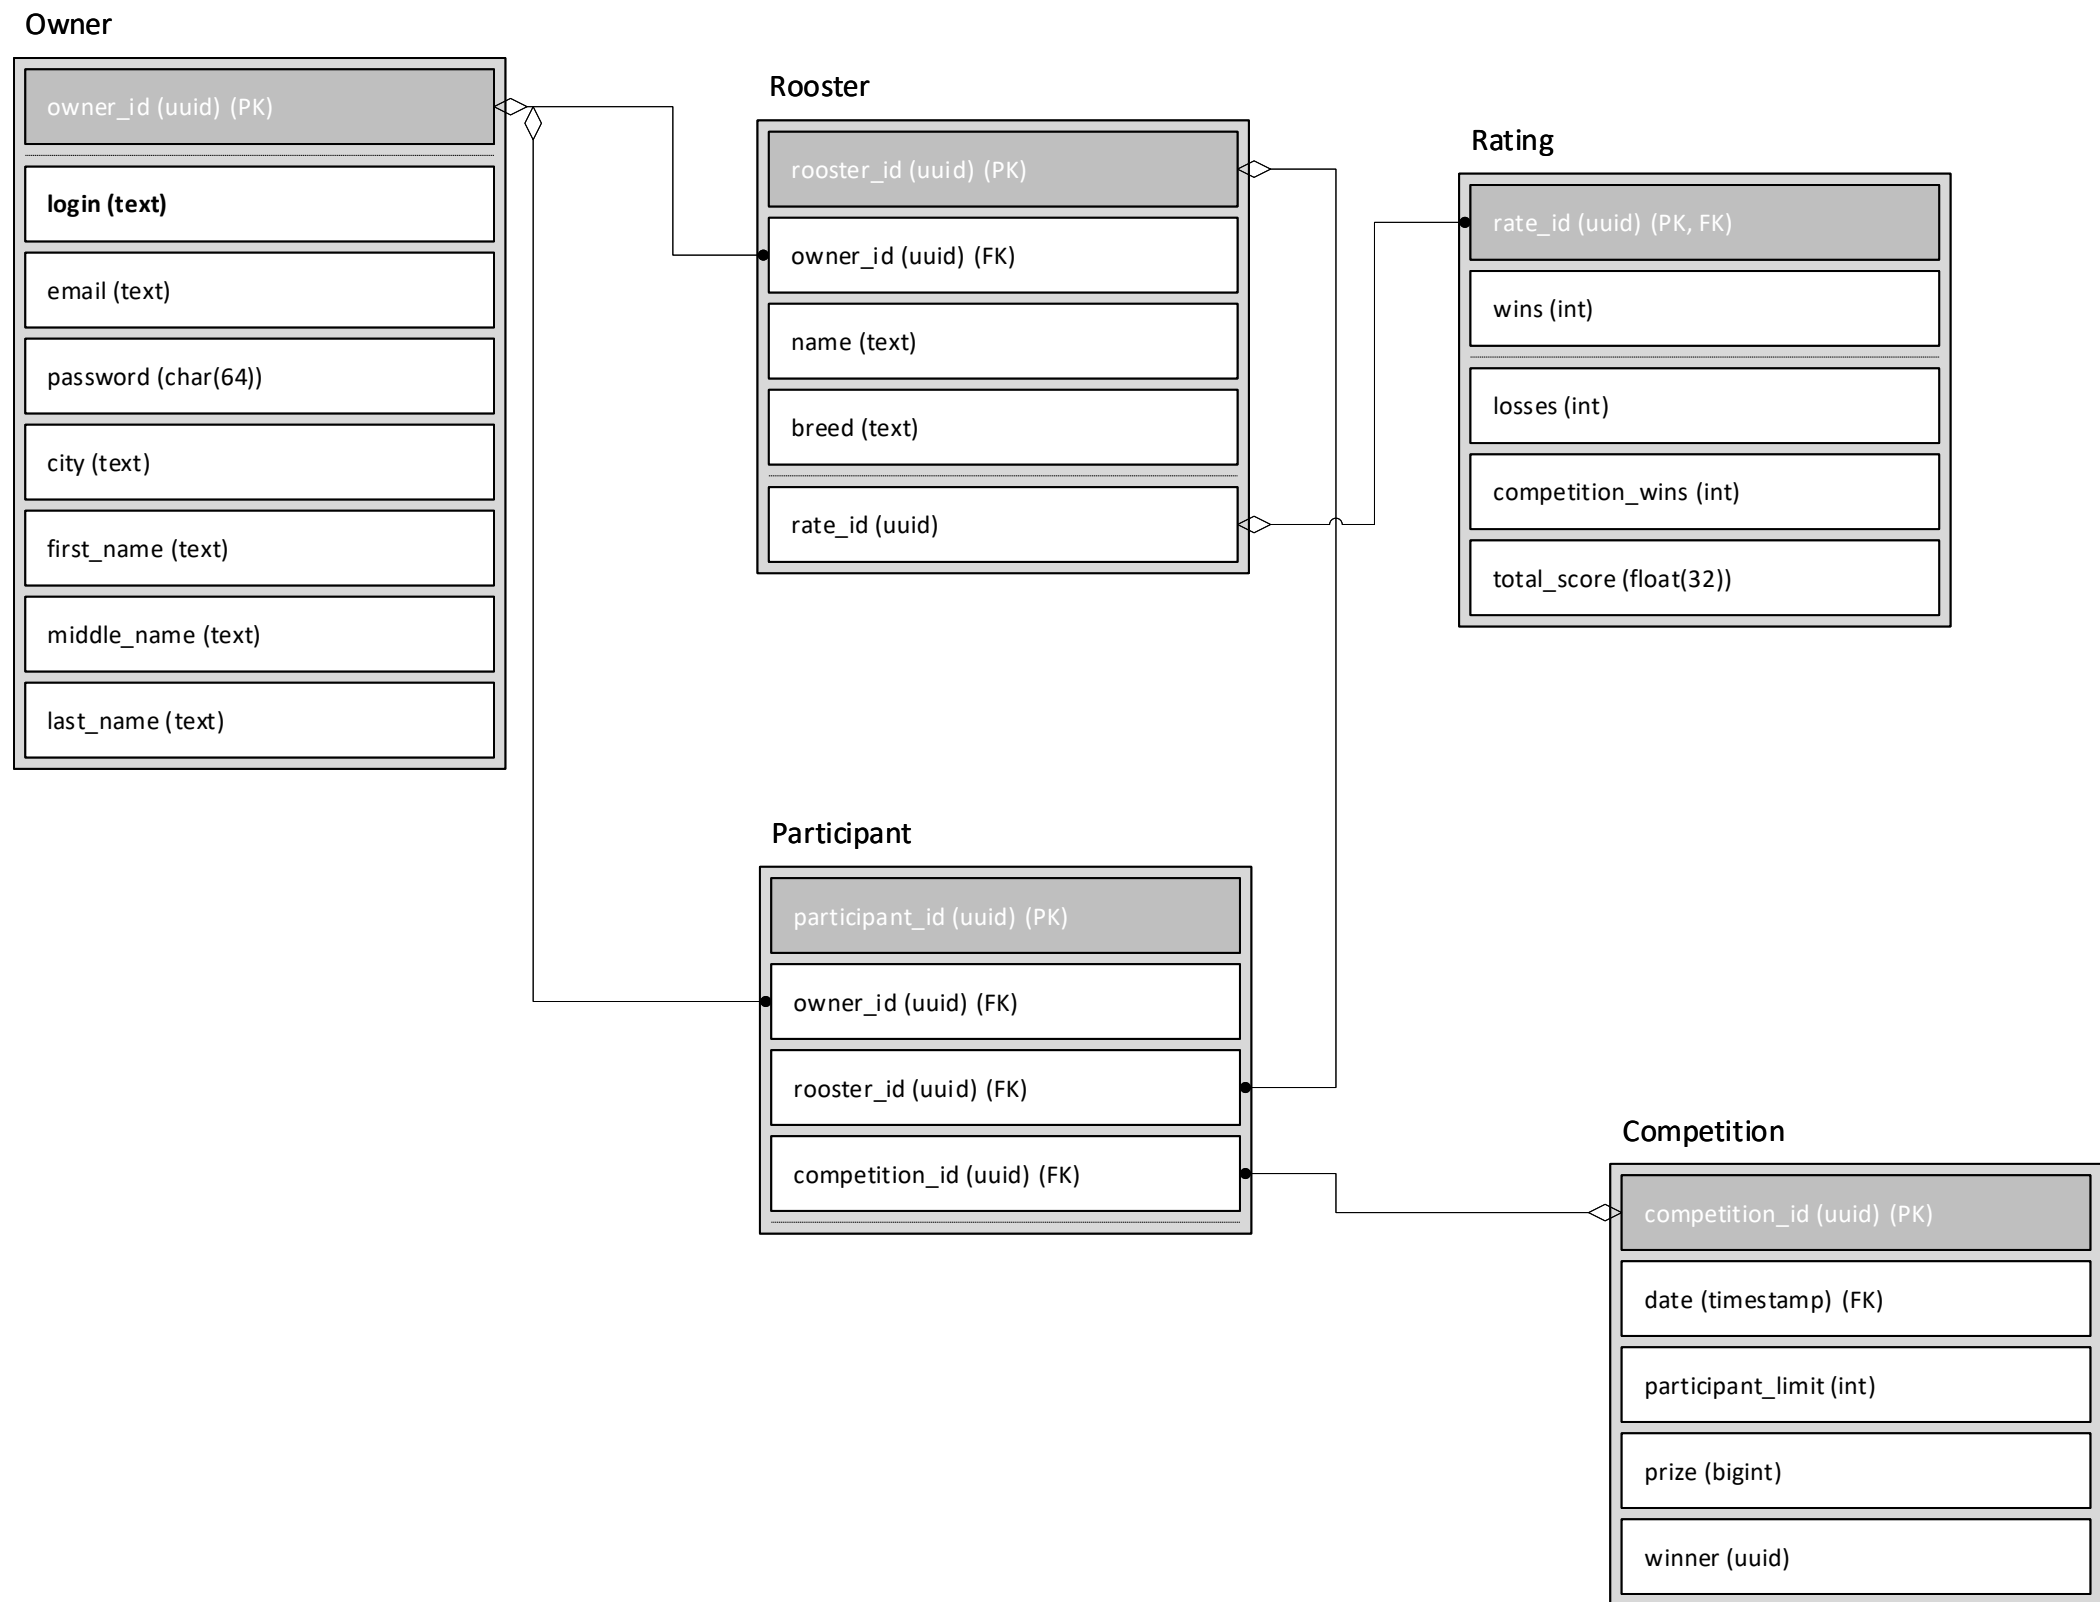 Owner
owner_id (uuid) (PK)
login (text)
email (text)
password (char(64))
city (text)
first_name (text)
middle_name (text)
last_name (text)
Rooster
rooster_id (uuid) (PK)
owner_id (uuid) (FK)
name (text)
breed (text)
rate_id (uuid)
Rating
rate_id (uuid) (PK, FK)
wins (int)
losses (int)
competition_wins (int)
total_score (float(32))
Participant
participant_id (uuid) (PK)
owner_id (uuid) (FK)
rooster_id (uuid) (FK)
competition_id (uuid) (FK)
Competition
competition_id (uuid) (PK)
date (timestamp) (FK)
participant_limit (int)
prize (bigint)
winner (uuid)